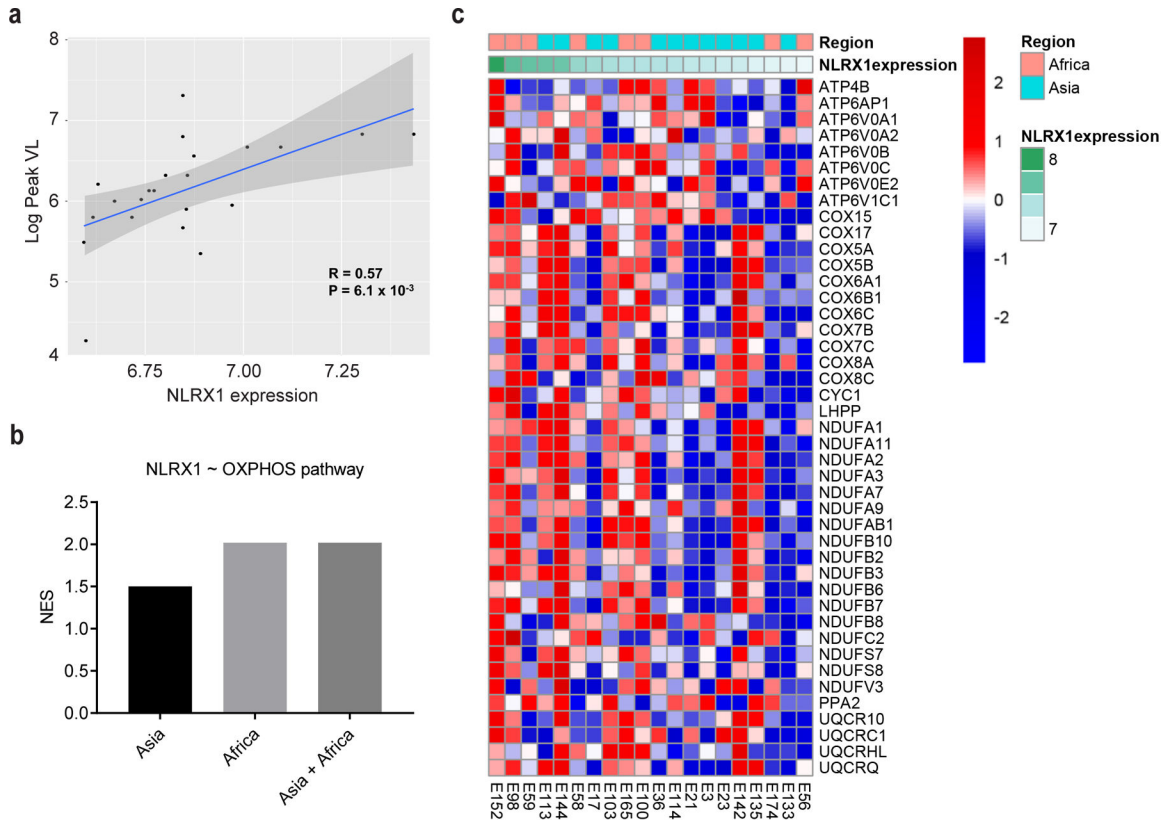 a
8
7
6
5
4
Log Peak VL
R = 0.57
P = 6.1 x 10-3
6.75
7.00
7.25
NLRX1 expression
b
NLRX1 ~ OXPHOS pathway
2.5
2.0
1.5
1.0
0.5
0.0
NES
Asia
Africa
Asia + Africa
c
Region
NLRX1expression
ATP4B
ATP6AP1
ATP6V0A1
ATP6V0A2
ATP6V0B
ATP6V0C
ATP6V0E2
ATP6V1C1
COX15
COX17
COX5A
COX5B
COX6A1
COX6B1
COX6C
COX7B
COX7C
COX8A
COX8C
CYC1
LHPP
NDUFA1
NDUFA11
NDUFA2
NDUFA3
NDUFA7
NDUFA9
NDUFAB1
NDUFB10
NDUFB2
NDUFB3
NDUFB6
NDUFB7
NDUFB8
NDUFC2
NDUFS7
NDUFS8
NDUFV3
PPA2
UQCR10
UQCRC1
UQCRHL
UQCRQ
E152
E98
E59
E113
E144
E58
E17
E103
E165
E100
E36
E114
E21
E3
E23
E142
E135
E174
E133
E56
2
1
0
-1
-2
Region
Africa
Asia
NLRX1expression
8
7